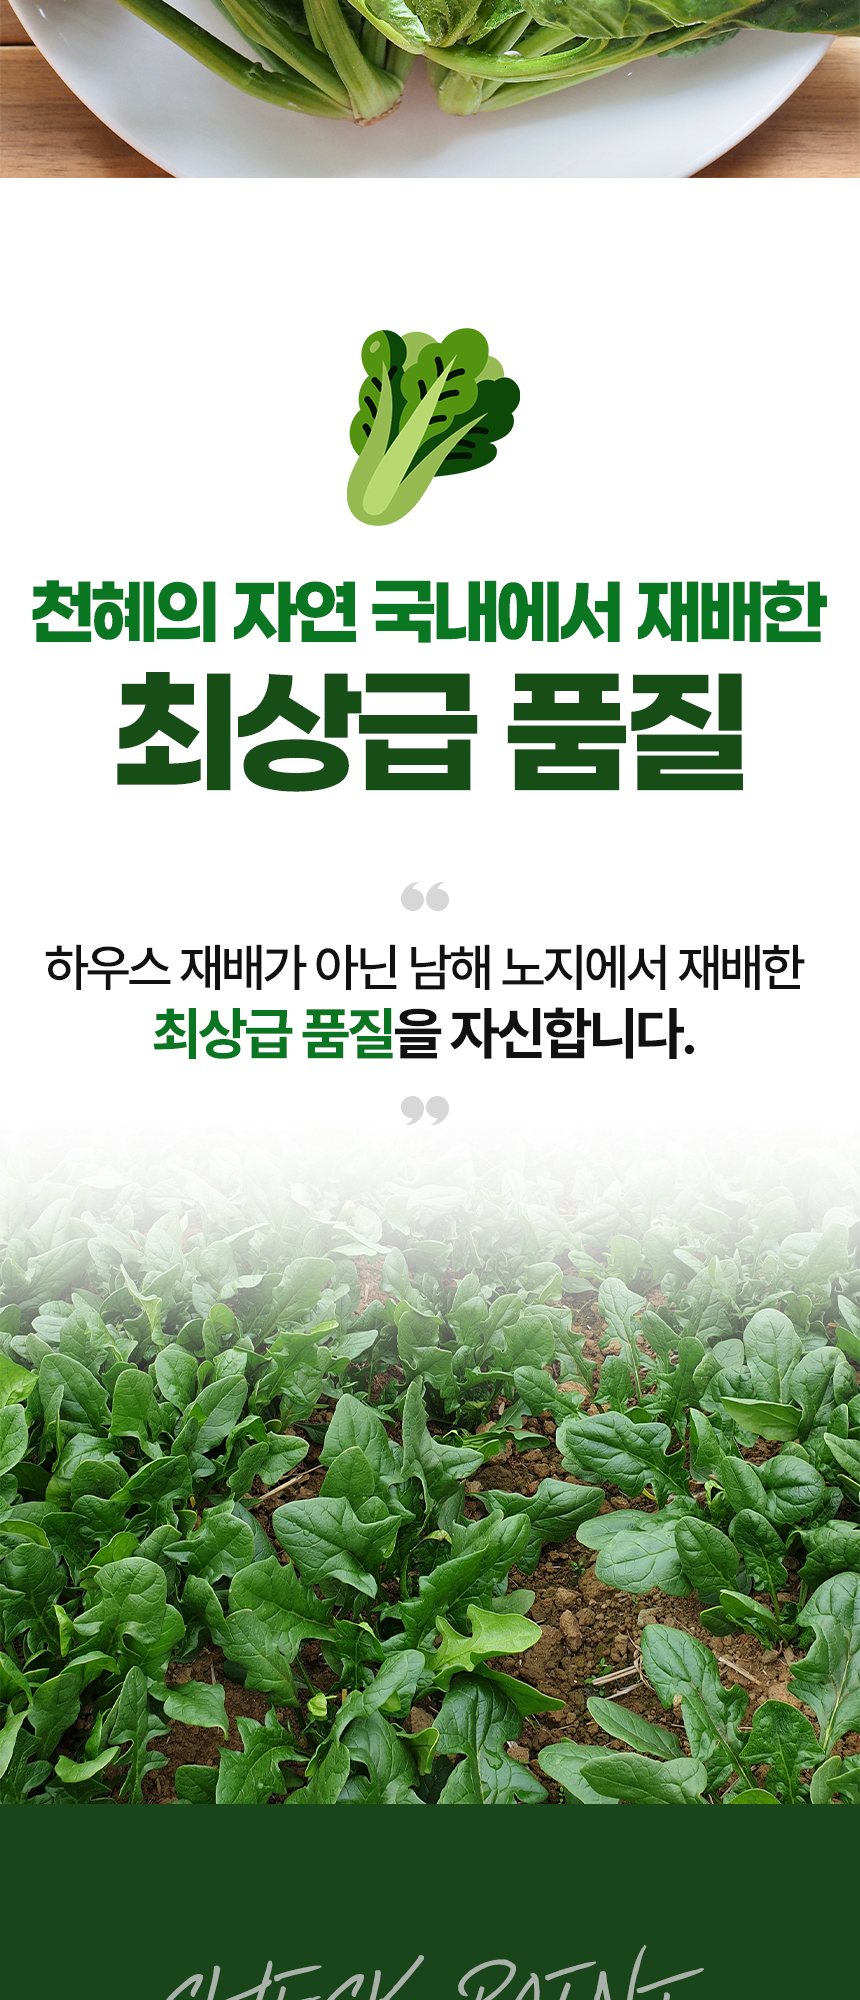 천혜의 자연 국내에서 재배한
최상급 품질
“
하우스 재배가 아닌 남해 노지에서 재배한
최상급 품질을 자신합니다.
”
CHECK POINT